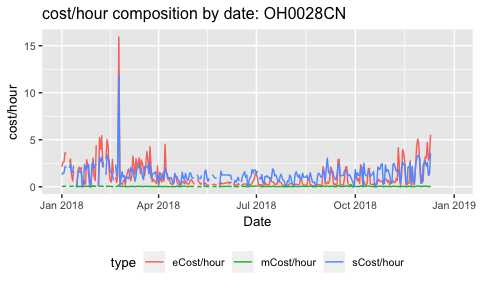 cost/hour composition by date: OH0028CN
cost/hour
15
10
5
0
Jan 2018 Apr 2018 Jul 2018 Oct 2018 Jan 2019
Date
type eCost/hour mCost/hour sCost/hour